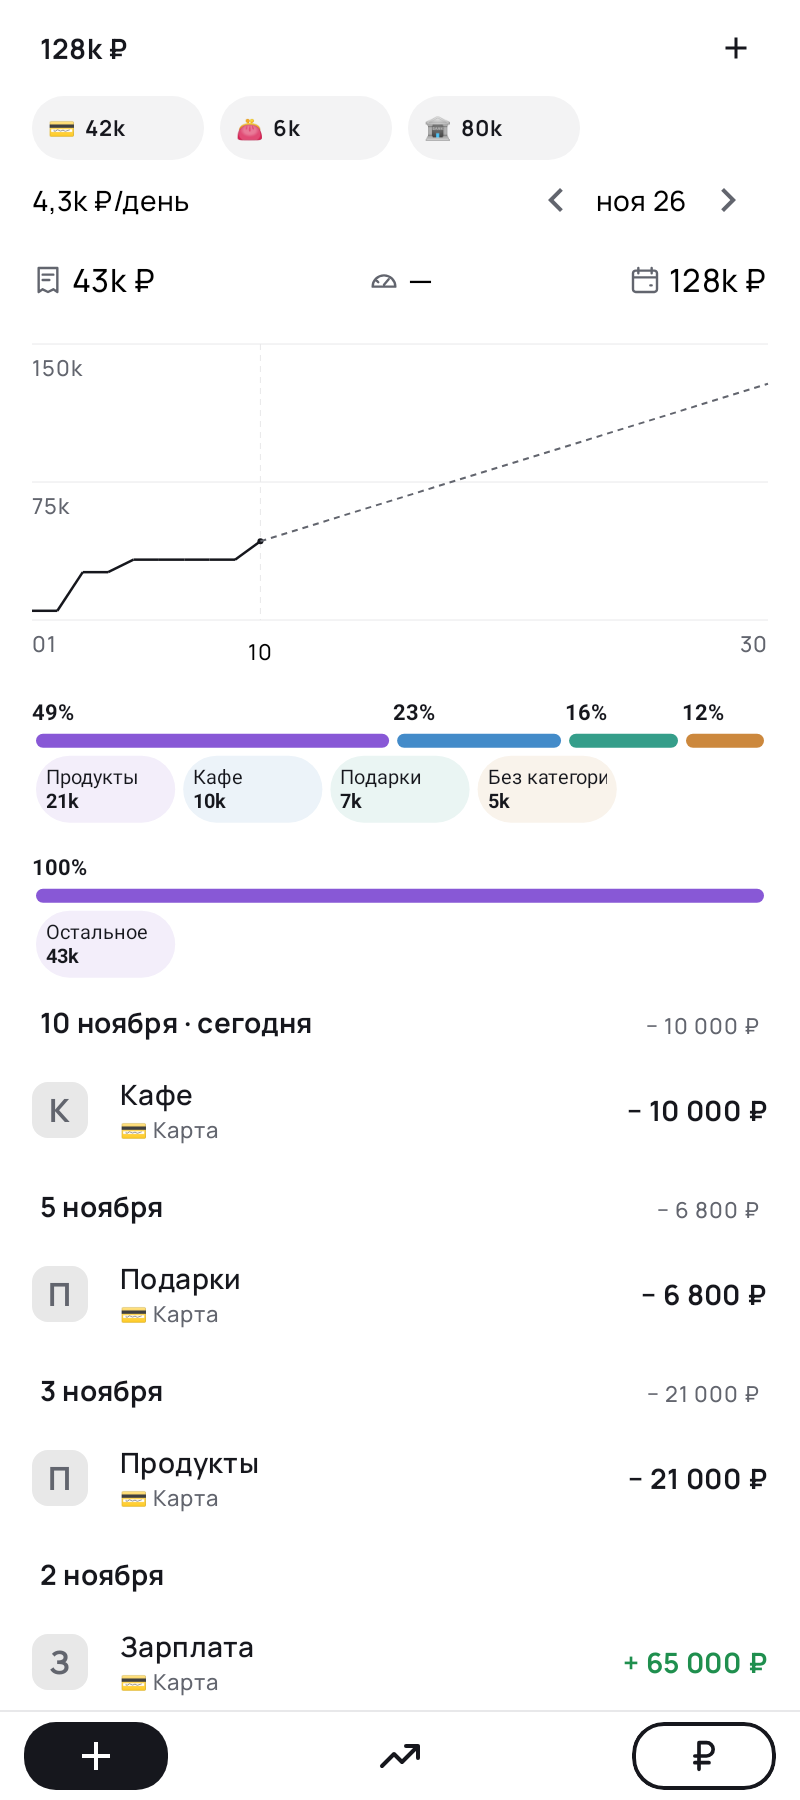 128k ₽
42k
6k
80k
4,3k ₽/день
ноя 26
43k ₽
—
128k ₽
150k
75k
01
10
30
49%
23%
16%
12%
Продукты
21k
Кафе
10k
Подарки
7k
Без категори
5k
100%
Остальное
43k
10 ноября · сегодня
− 10 000 ₽
К
Кафе
Карта
− 10 000 ₽
5 ноября
− 6 800 ₽
П
Подарки
Карта
− 6 800 ₽
3 ноября
− 21 000 ₽
П
Продукты
Карта
− 21 000 ₽
2 ноября
З
Зарплата
Карта
+ 65 000 ₽
₽